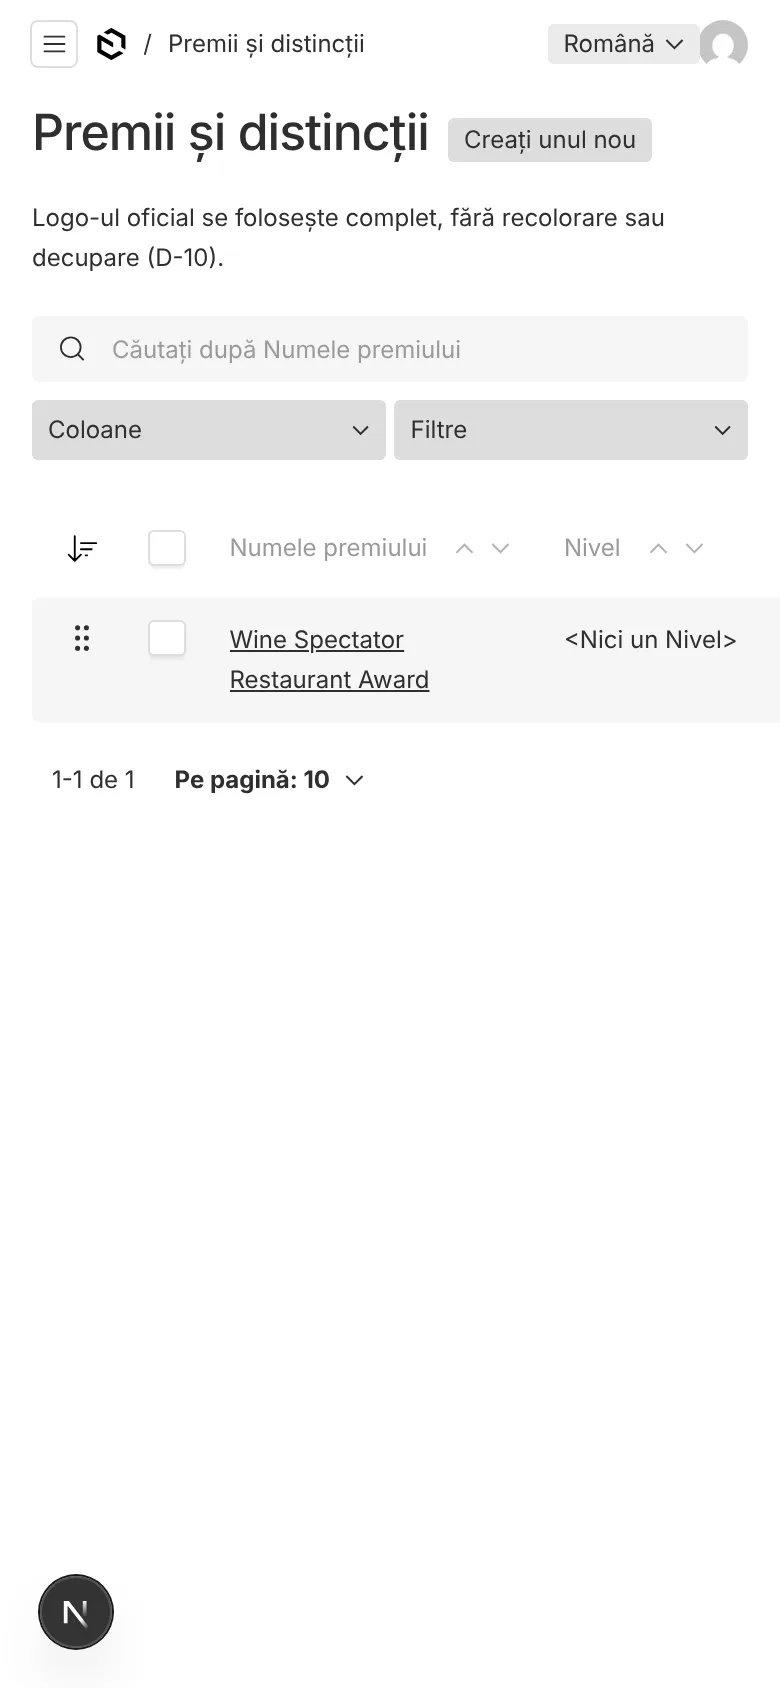 / Premii și distincții
Română
Premii și distincții
Creați unul nou
Logo-ul oficial se folosește complet, fără recolorare sau
decupare (D-10).
Căutați după Numele premiului
Coloane
Filtre
Numele premiului
Nivel
Wine Spectator
Restaurant Award
<Nici un Nivel>
1-1 de 1
Pe pagină: 10
N